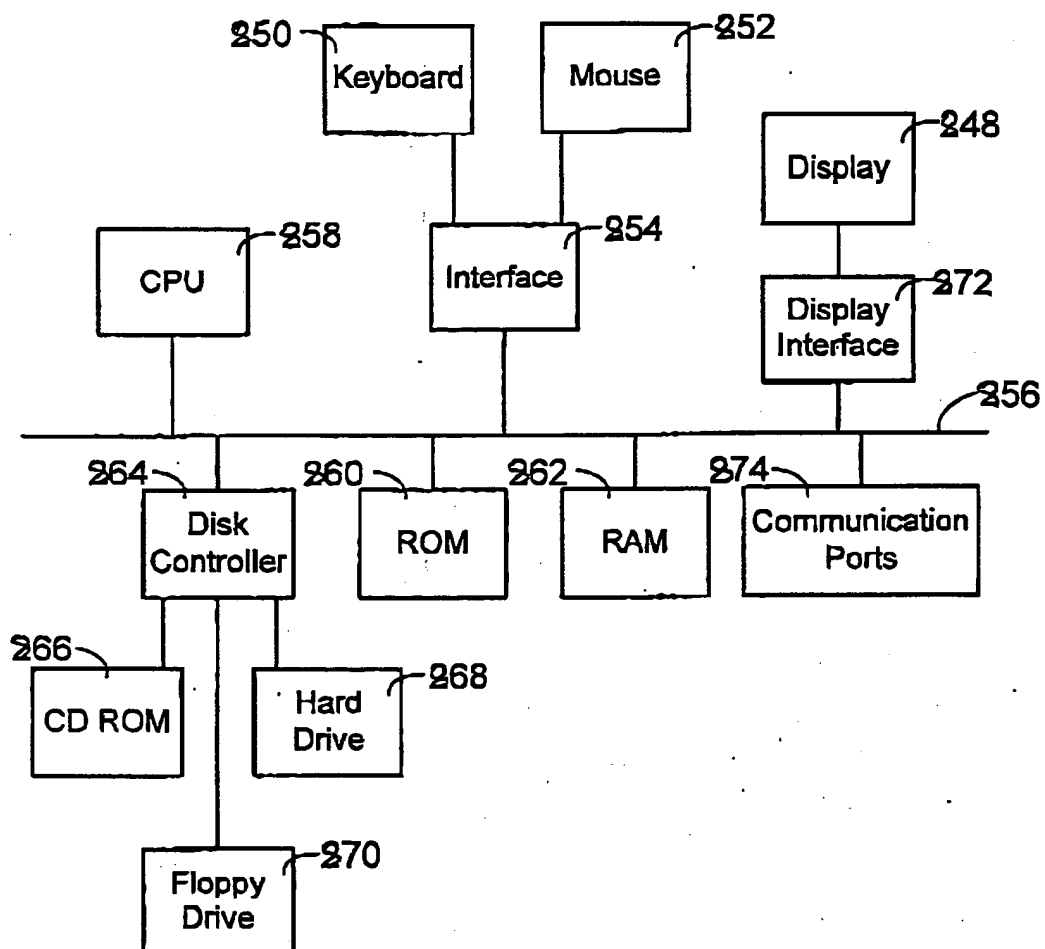 250
Keyboard
252
Mouse
248
Display
258
CPU
254
Interface
272
Display
Interface
256
264
Disk
Controller
260
ROM
262
RAM
274
Communication
Ports
266
CD ROM
268
Hard
Drive
270
Floppy
Drive